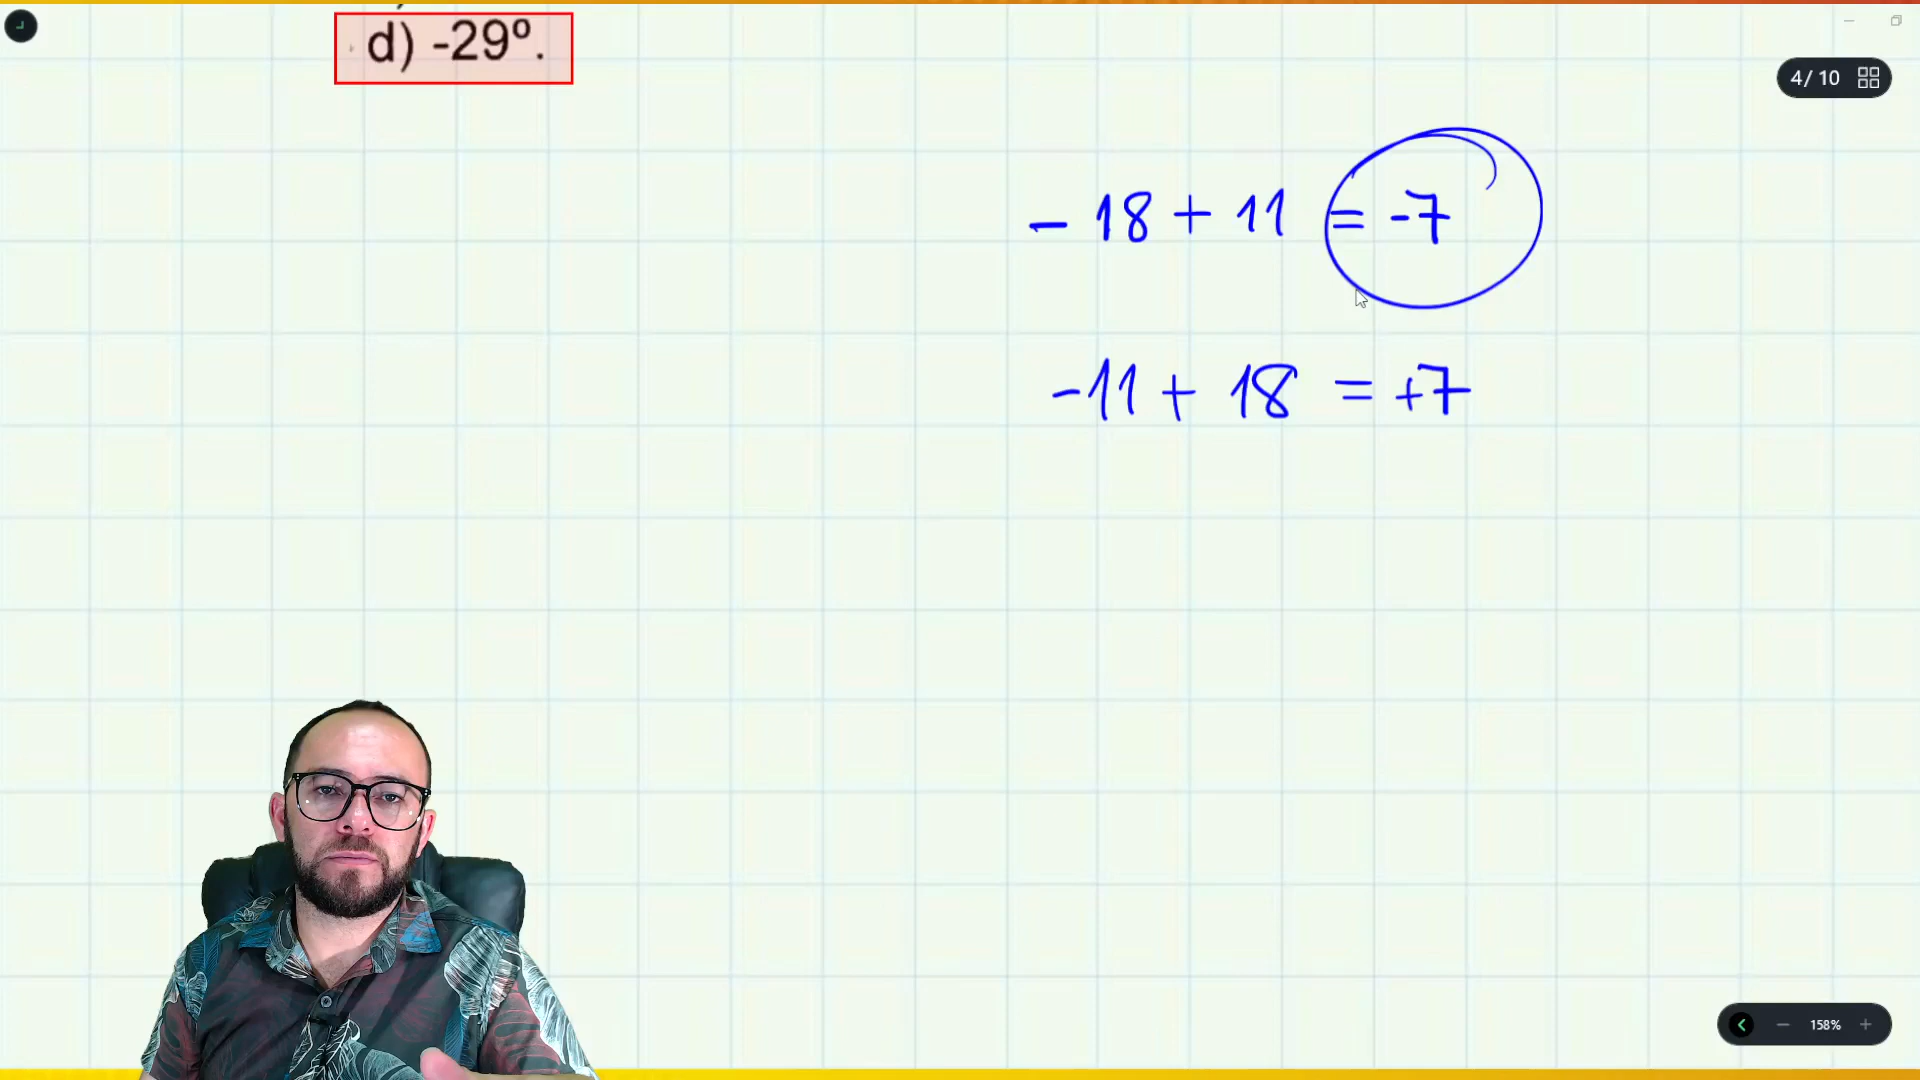 d) -29º.
4/ 10
- 18 + 11 = -7
-11 + 18 = +7
158%